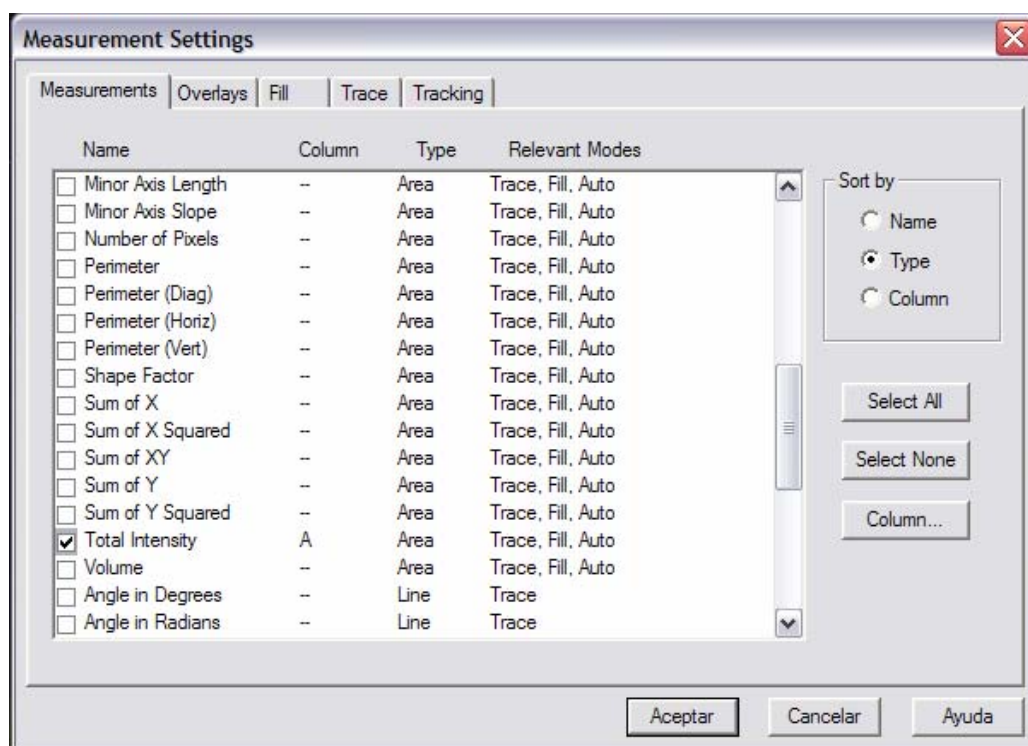 Measurement Settings
Measurements Overlays Fill Trace Tracking
Name Column Type Relevant Modes
Minor Axis Length -- Area Trace, Fill, Auto
Minor Axis Slope -- Area Trace, Fill, Auto
Number of Pixels -- Area Trace, Fill, Auto
Perimeter -- Area Trace, Fill, Auto
Perimeter (Diag) -- Area Trace, Fill, Auto
Perimeter (Horiz) -- Area Trace, Fill, Auto
Perimeter (Vert) -- Area Trace, Fill, Auto
Shape Factor -- Area Trace, Fill, Auto
Sum of X -- Area Trace, Fill, Auto
Sum of X Squared -- Area Trace, Fill, Auto
Sum of XY -- Area Trace, Fill, Auto
Sum of Y -- Area Trace, Fill, Auto
Sum of Y Squared -- Area Trace, Fill, Auto
Total Intensity A Area Trace, Fill, Auto
Volume -- Area Trace, Fill, Auto
Angle in Degrees -- Line Trace
Angle in Radians -- Line Trace
Sort by
Name
Type
Column
Select All
Select None
Column...
Aceptar Cancelar Ayuda